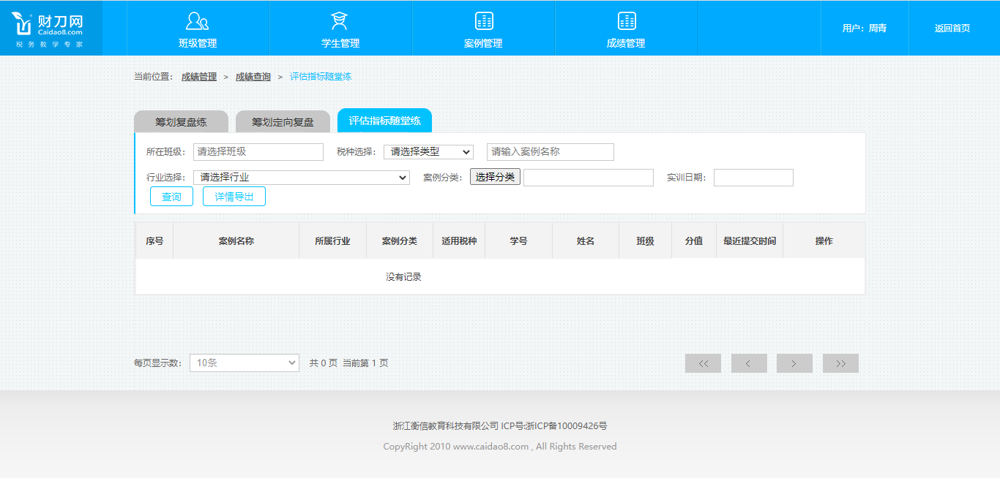 财刀网
Caidao8.com
税务教学专家
班级管理
学生管理
案例管理
成绩管理
用户：周青
返回首页
当前位置： 成绩管理 > 成绩查询 > 评估指标随堂练
筹划复盘练
筹划定向复盘
评估指标随堂练
所在班级： 请选择班级 税种选择： 请选择类型 请输入案例名称
行业选择： 请选择行业 案例分类： 选择分类 实训日期：
查询 详情导出
序号 案例名称 所属行业 案例分类 适用税种 学号 姓名 班级 分值 最近提交时间 操作
没有记录
每页显示数： 10条 共 0 页 当前第 1 页 << < > >>
浙江衡信教育科技有限公司 ICP号:浙ICP备10009426号
CopyRight 2010 www.caidao8.com , All Rights Reserved